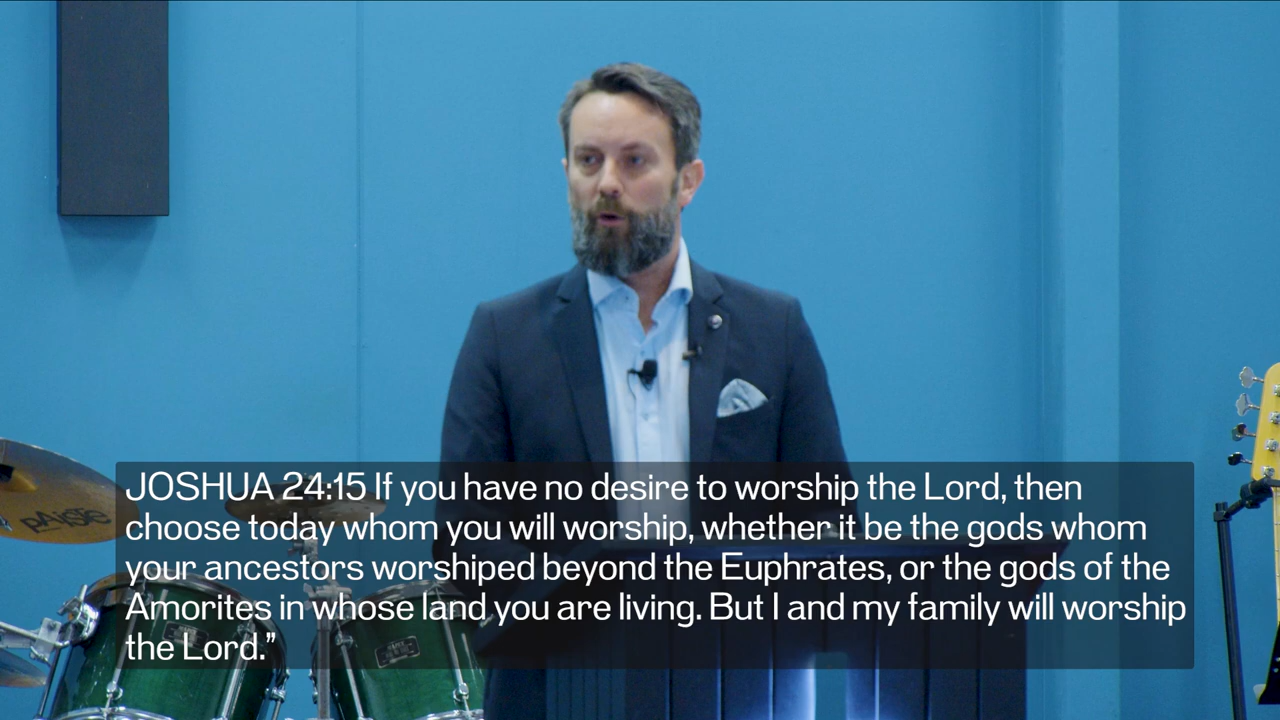 PAiSTe
JOSHUA 24:15 If you have no desire to worship the Lord, then
choose today whom you will worship, whether it be the gods whom
your ancestors worshiped beyond the Euphrates, or the gods of the
Amorites in whose land you are living. But I and my family will worship
the Lord.”